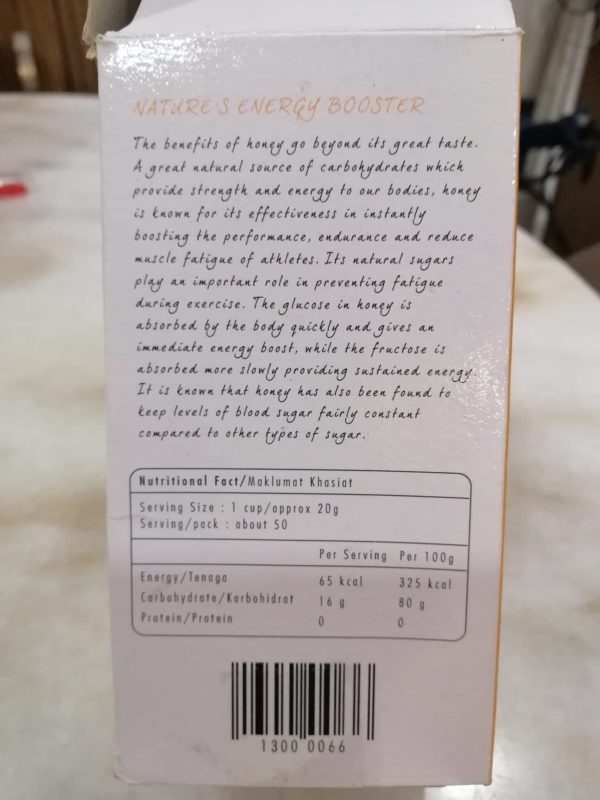 NATURE'S ENERGY BOOSTER
The benefits of honey go beyond its great taste.
A great natural source of carbohydrates which
provide strength and energy to our bodies, honey
is known for its effectiveness in instantly
boosting the performance, endurance and reduce
muscle fatigue of athletes. Its natural sugars
play an important role in preventing fatigue
during exercise. The glucose in honey is
absorbed by the body quickly and gives an
immediate energy boost, while the fructose is
absorbed more slowly providing sustained energy.
It is known that honey has also been found to
keep levels of blood sugar fairly constant
compared to other types of sugar.
Nutritional Fact/Maklumat Khasiat
Serving Size : 1 cup/approx 20g
Serving/pack : about 50
Per Serving Per 100g
Energy/Tenaga 65 kcal 325 kcal
Carbohydrate/Karbohidrat 16 g 80 g
Protein/Protein 0 0
1300 0066